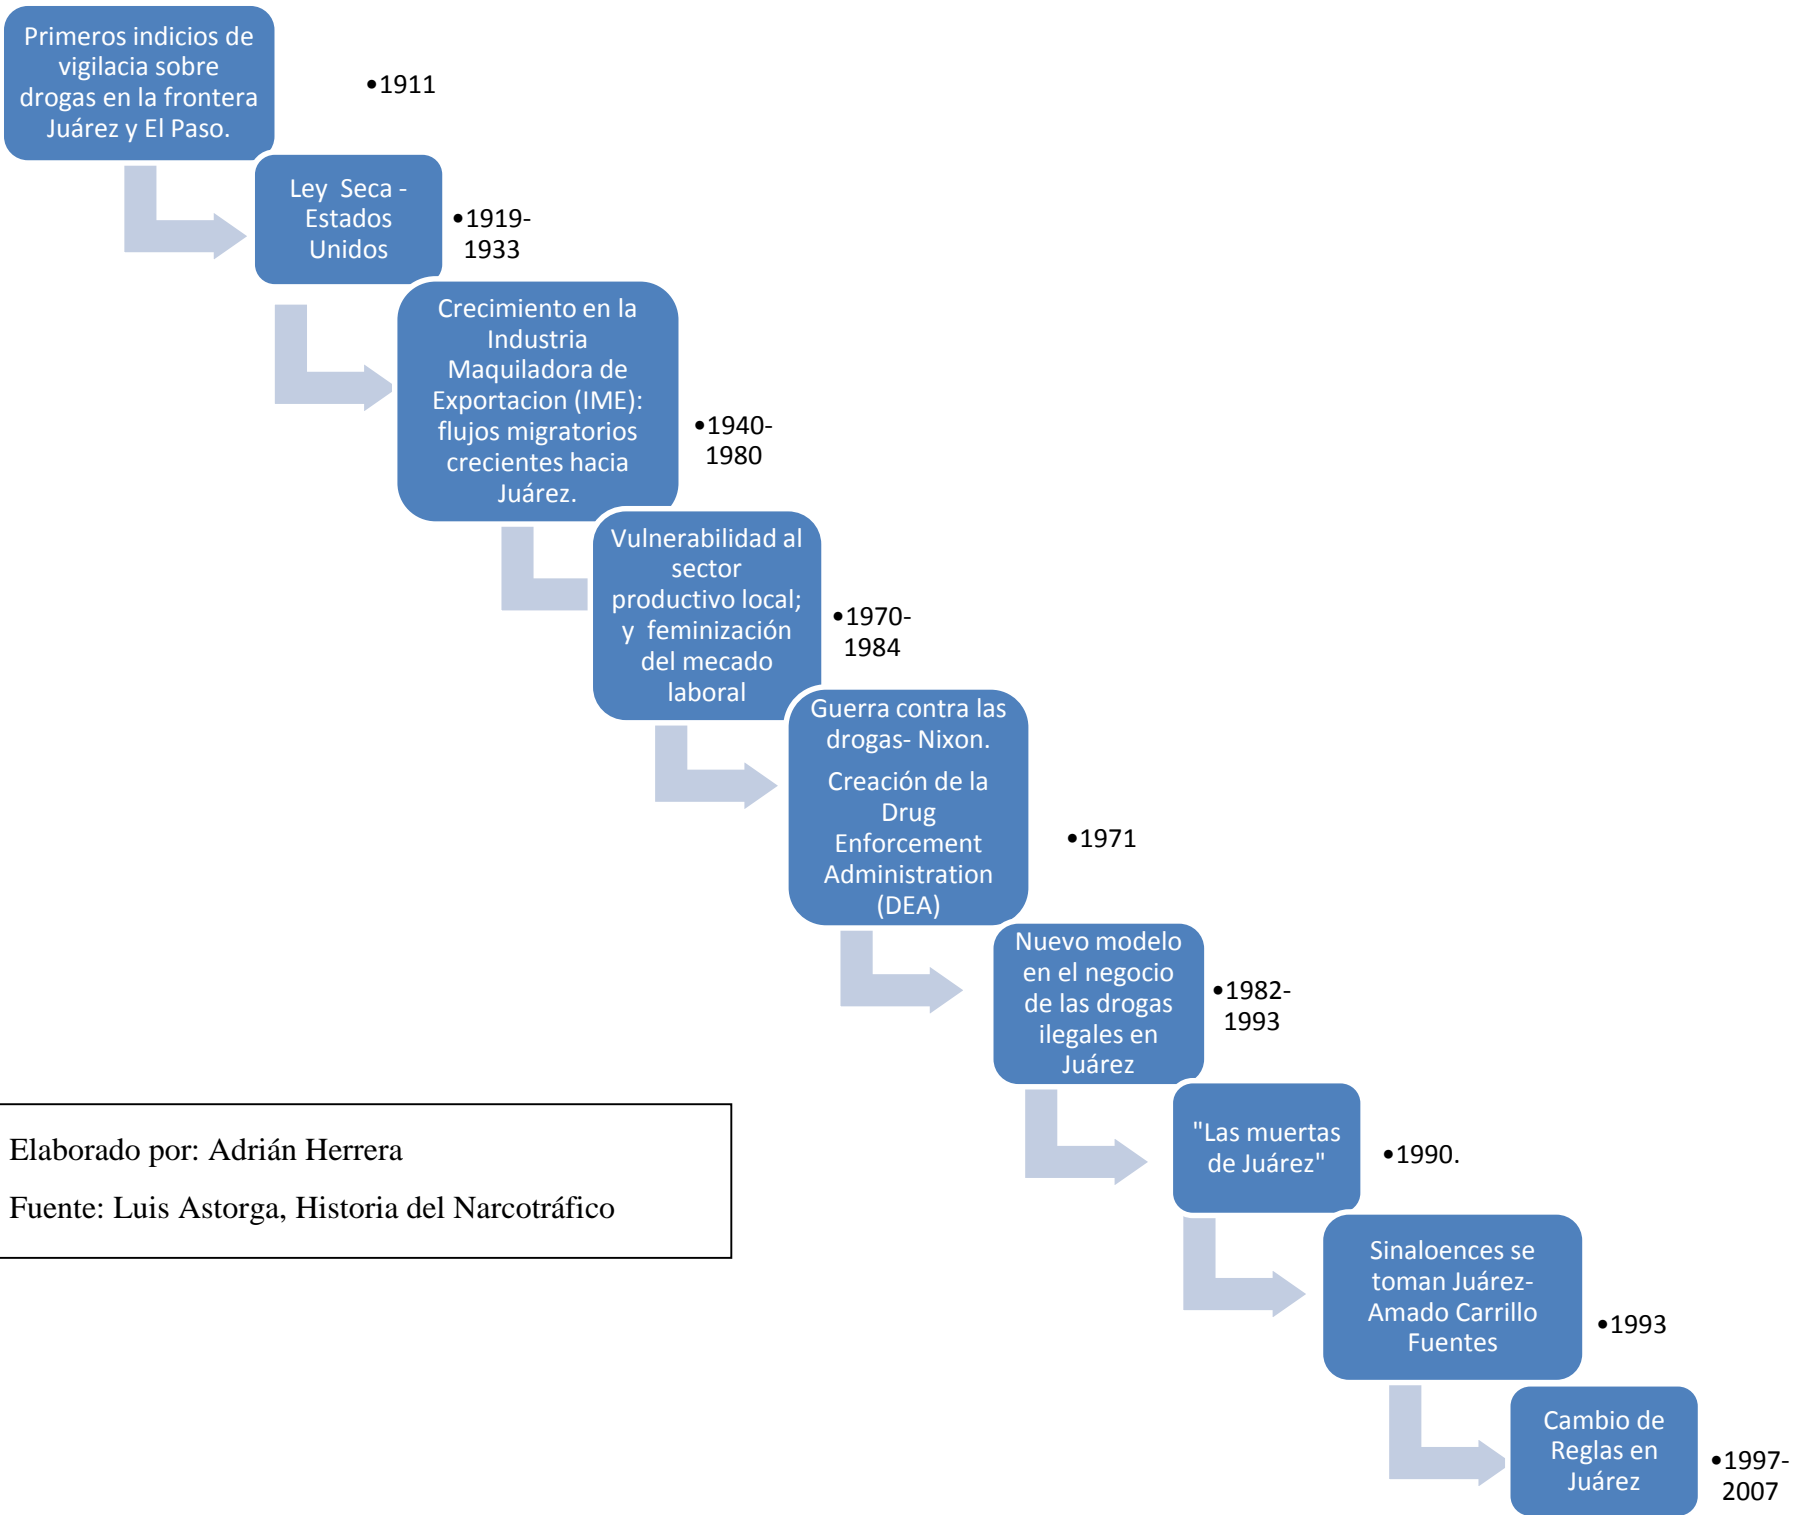 Primeros indicios de
vigilacia sobre
drogas en la frontera
Juárez y El Paso.
•1911
Ley Seca -
Estados
Unidos
•1919-
1933
Crecimiento en la
Industria
Maquiladora de
Exportacion (IME):
flujos migratorios
crecientes hacia
Juárez.
•1940-
1980
Vulnerabilidad al
sector
productivo local;
y feminización
del mecado
laboral
•1970-
1984
Guerra contra las
drogas- Nixon.
Creación de la
Drug
Enforcement
Administration
(DEA)
•1971
Nuevo modelo
en el negocio
de las drogas
ilegales en
Juárez
•1982-
1993
"Las muertas
de Juárez"
•1990.
Sinaloences se
toman Juárez-
Amado Carrillo
Fuentes
•1993
Cambio de
Reglas en
Juárez
•1997-
2007
Elaborado por: Adrián Herrera
Fuente: Luis Astorga, Historia del Narcotráfico